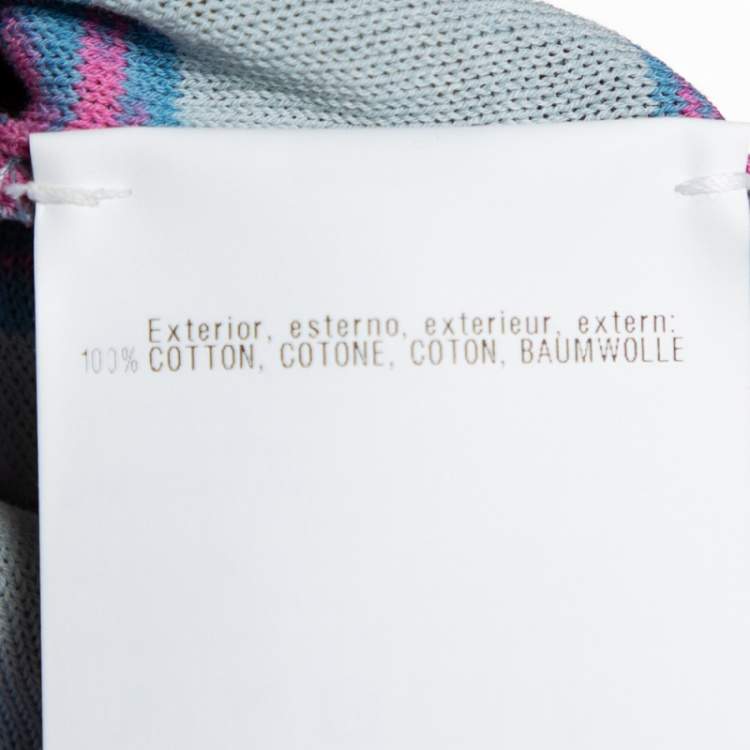 Exterior, esterno, exterieur, extern:
100% COTTON, COTONE, COTON, BAUMWOLLE